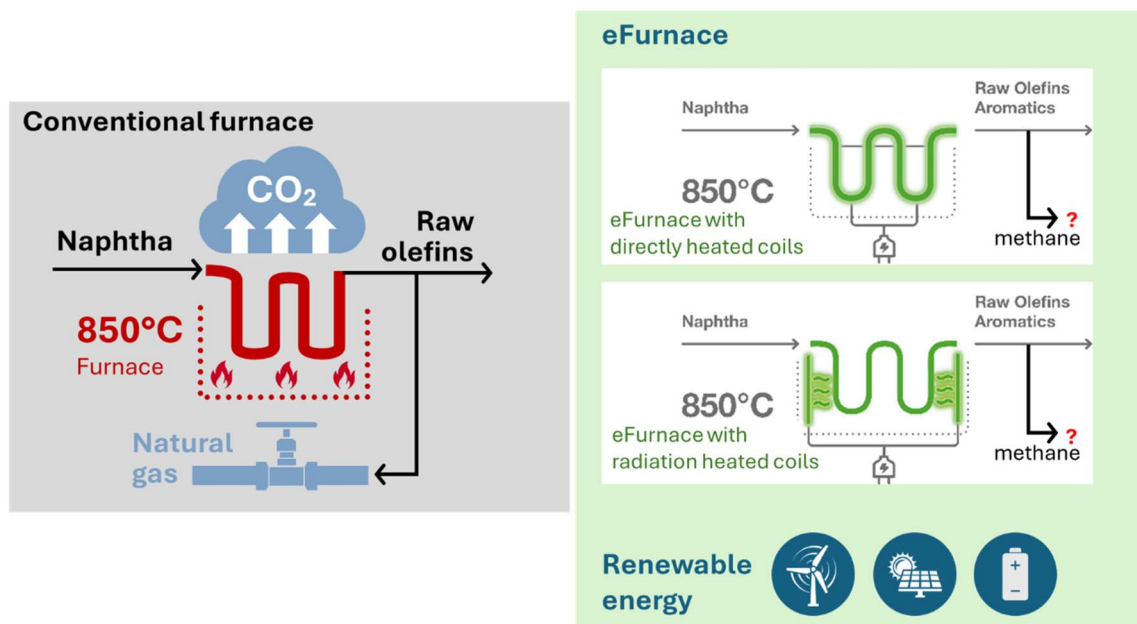 Conventional furnace
CO₂
Naphtha
Raw
olefins
850°C
Furnace
Natural
gas
eFurnace
Naphtha
Raw Olefins
Aromatics
850°C
eFurnace with
directly heated coils
?
methane
Naphtha
Raw Olefins
Aromatics
850°C
eFurnace with
radiation heated coils
?
methane
Renewable
energy
+
−